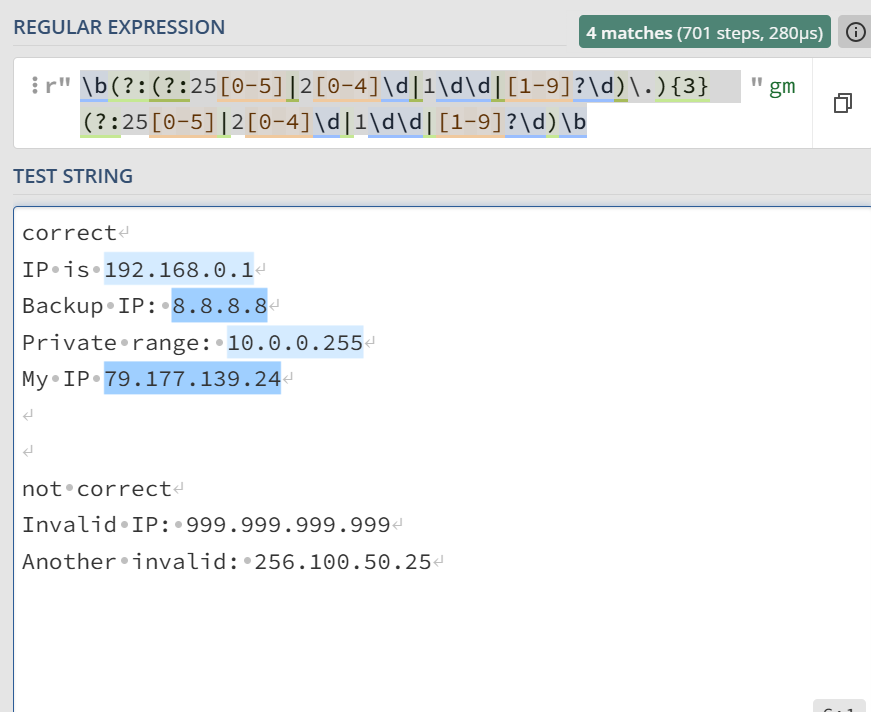 REGULAR EXPRESSION
4 matches (701 steps, 280μs)
r" \b(?:(?:25[0-5]|2[0-4]\d|1\d\d|[1-9]?\d)\.){3} " gm
(?:25[0-5]|2[0-4]\d|1\d\d|[1-9]?\d)\b
TEST STRING
correct
IP is 192.168.0.1
Backup IP: 8.8.8.8
Private range: 10.0.0.255
My IP 79.177.139.24
not correct
Invalid IP: 999.999.999.999
Another invalid: 256.100.50.25